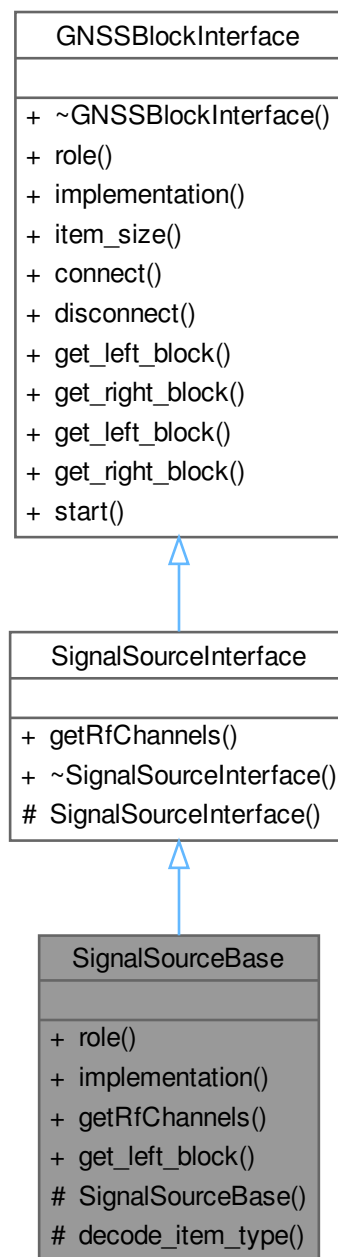 GNSSBlockInterface
+ ~GNSSBlockInterface()
+ role()
+ implementation()
+ item_size()
+ connect()
+ disconnect()
+ get_left_block()
+ get_right_block()
+ get_left_block()
+ get_right_block()
+ start()
SignalSourceInterface
+ getRfChannels()
+ ~SignalSourceInterface()
# SignalSourceInterface()
SignalSourceBase
+ role()
+ implementation()
+ getRfChannels()
+ get_left_block()
# SignalSourceBase()
# decode_item_type()